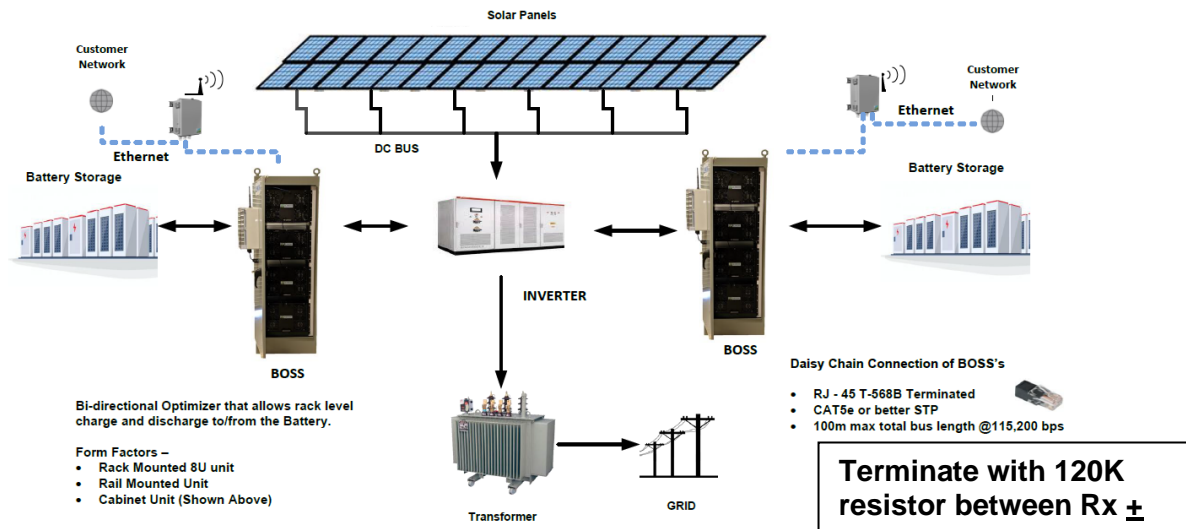 Solar Panels
Customer
Network
Ethernet
Battery Storage
DC BUS
Customer
Network
Ethernet
Battery Storage
INVERTER
BOSS
BOSS
Bi-directional Optimizer that allows rack level
charge and discharge to/from the Battery.
Form Factors –
• Rack Mounted 8U unit
• Rail Mounted Unit
• Cabinet Unit (Shown Above)
Transformer
GRID
Daisy Chain Connection of BOSS's
• RJ - 45 T-568B Terminated
• CAT5e or better STP
• 100m max total bus length @115,200 bps
Terminate with 120K
resistor between Rx ±